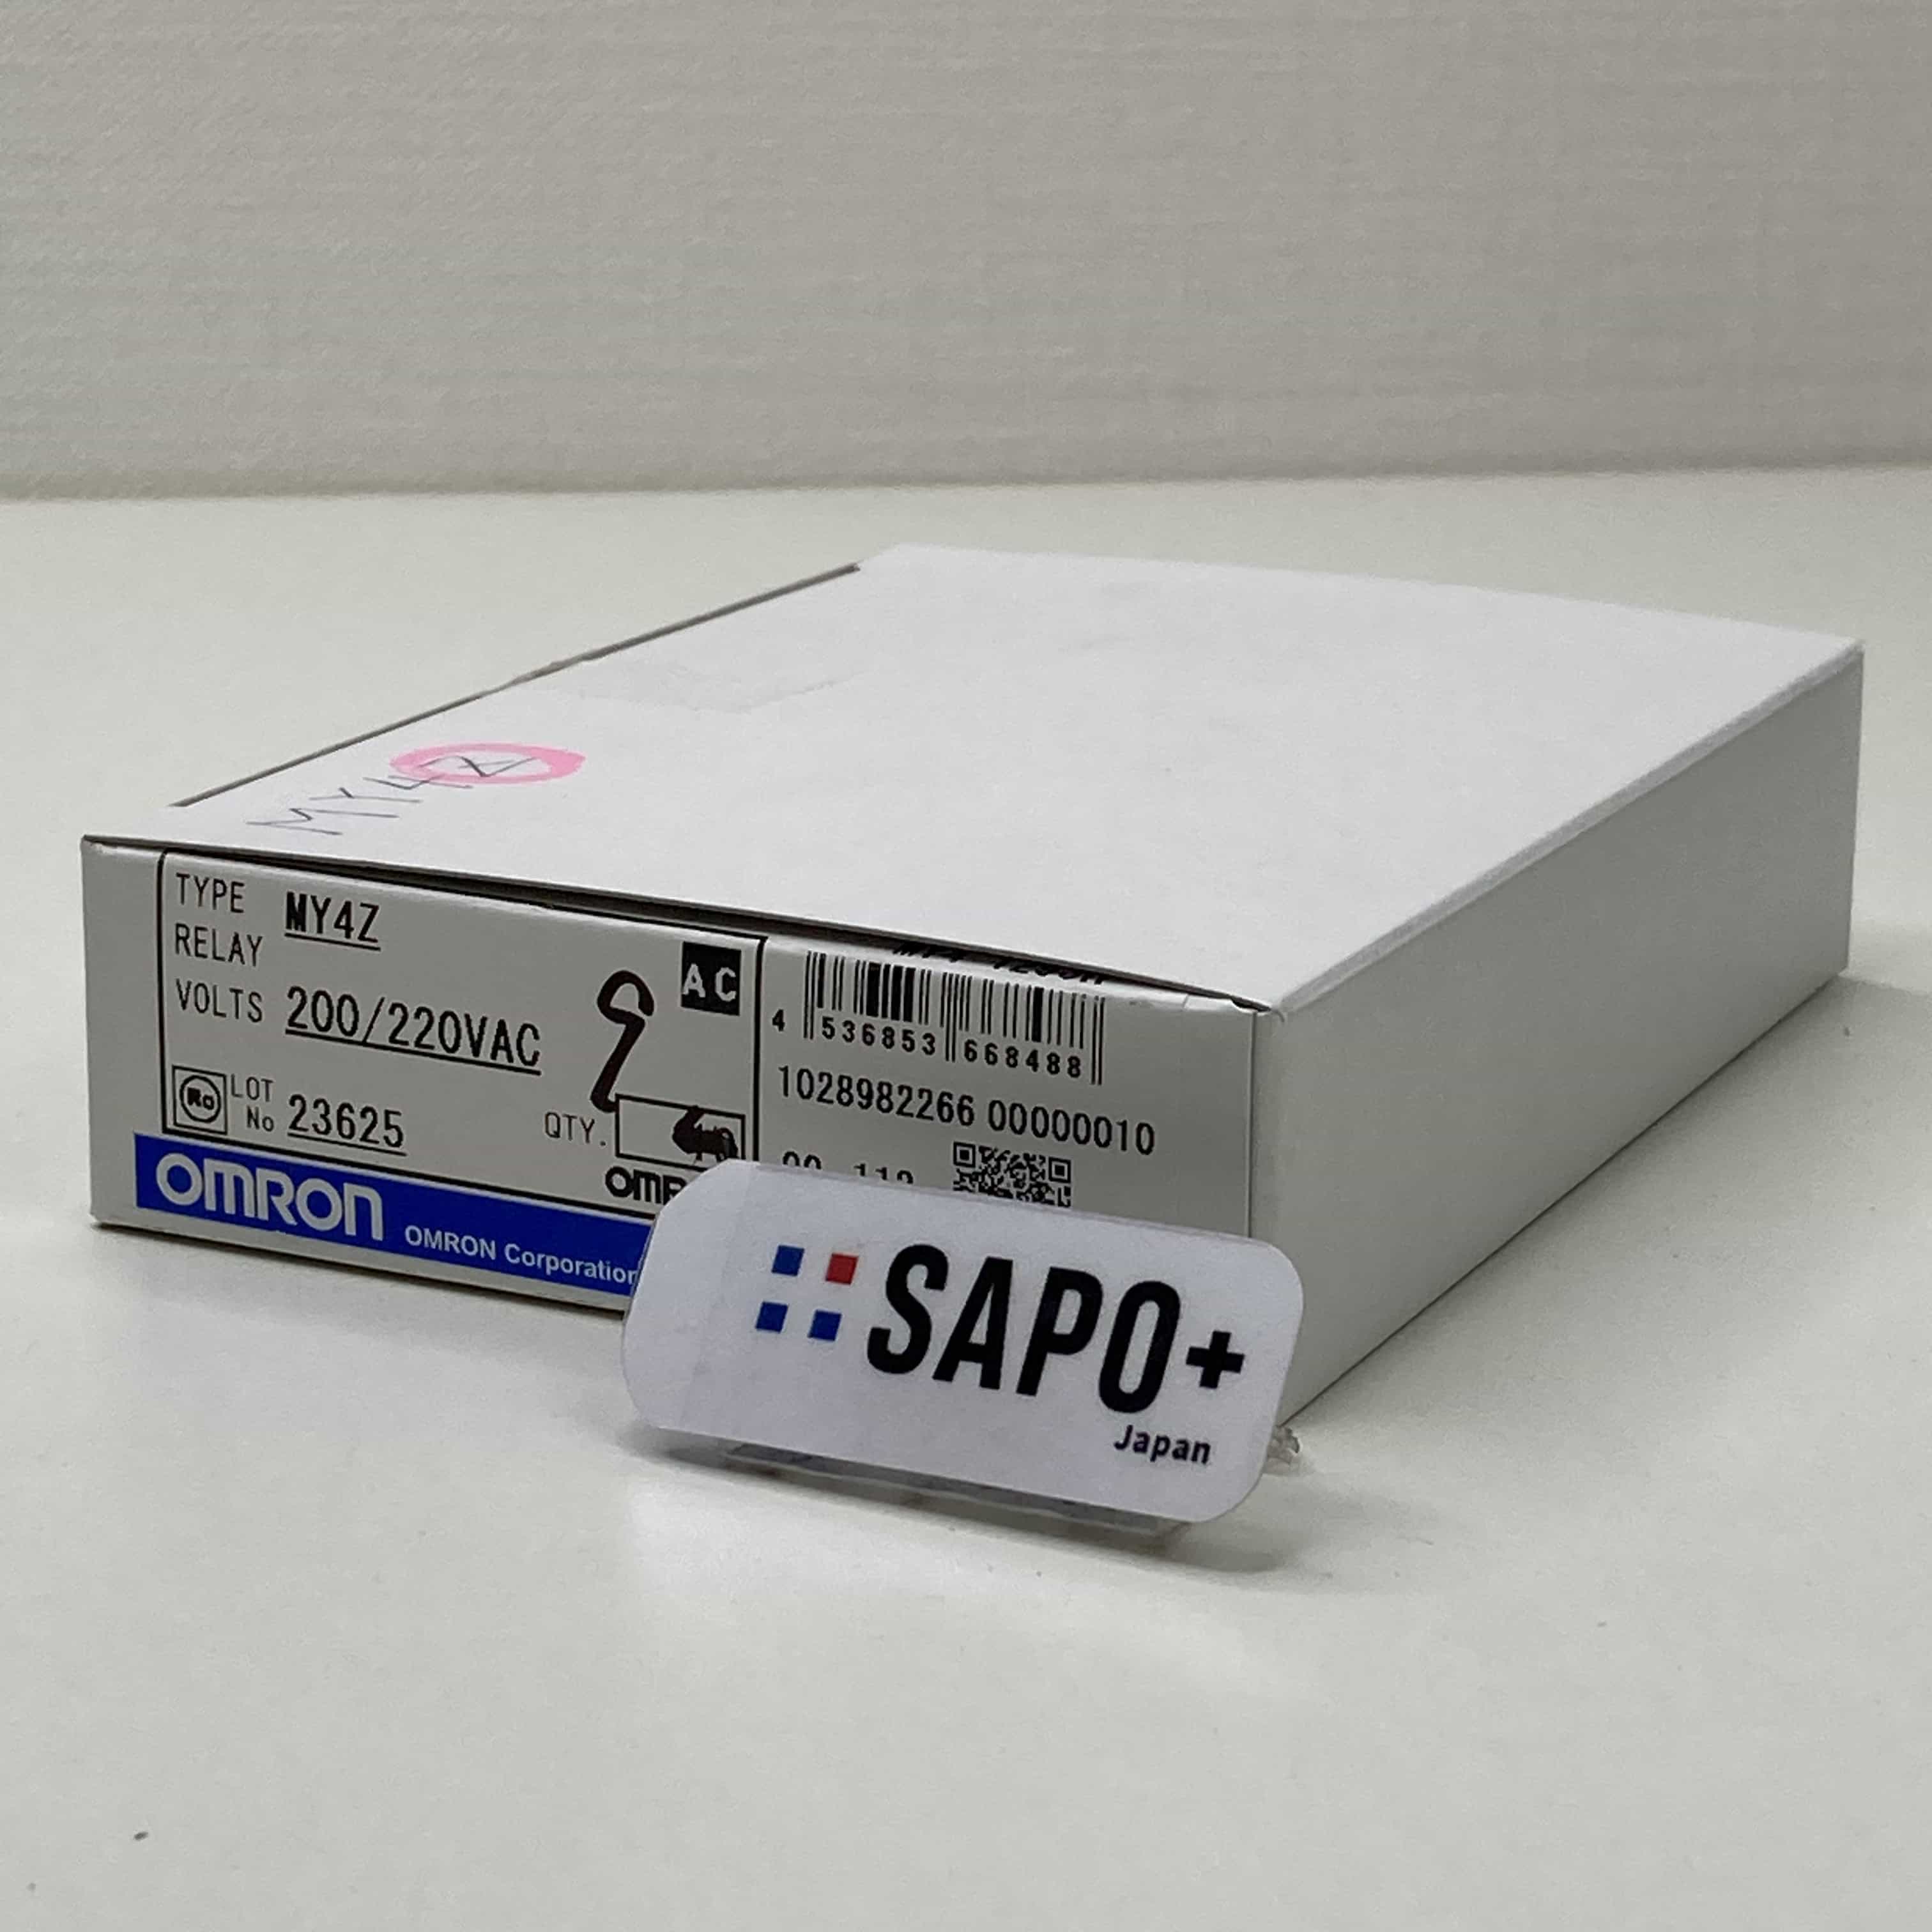 MY4Z
TYPE MY4Z
RELAY
AC
VOLTS 200/220VAC
9
LOT
No 23625
QTY.
OMRON
OMRON Corporation
4 536853 668488
1028982266 00000010
SAPO+
Japan